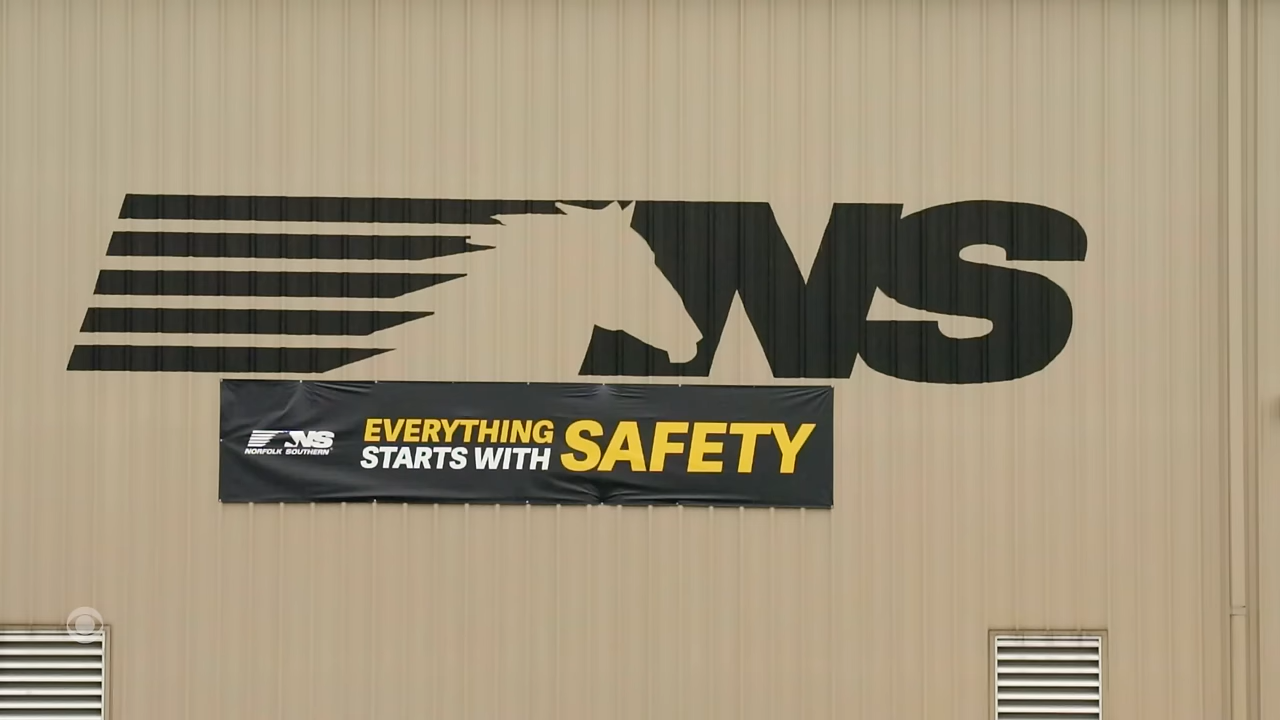 NS
NS
NORFOLK SOUTHERN
EVERYTHING
STARTS WITH
SAFETY